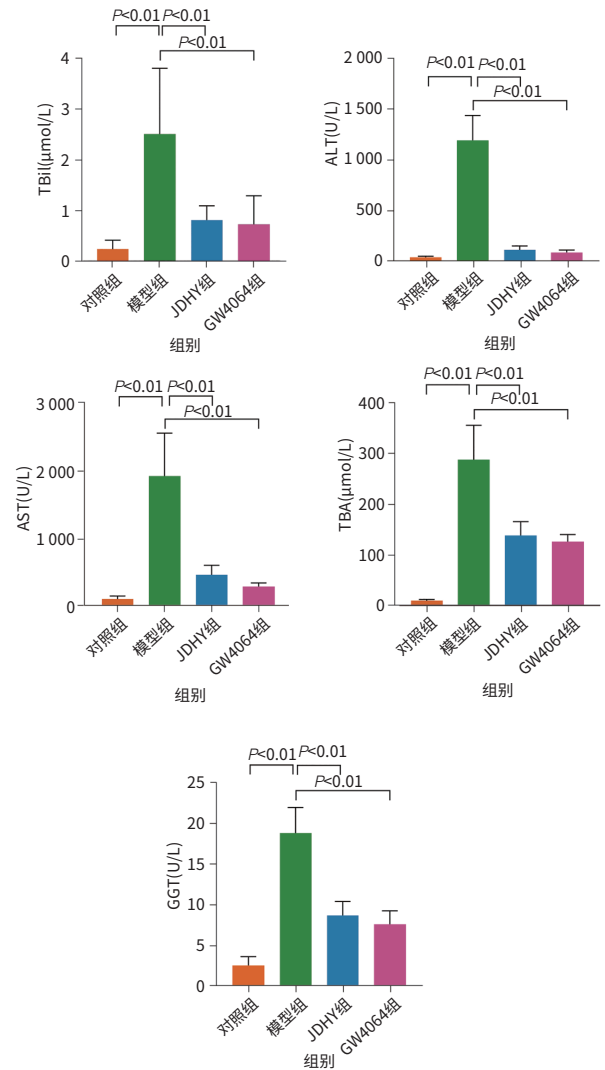 P<0.01 P<0.01
P<0.01
TBil(μmol/L)
4
3
2
1
0
对照组 模型组 JDHY组 GW4064组
组别
P<0.01 P<0.01
P<0.01
ALT(U/L)
2 000
1 500
1 000
500
0
对照组 模型组 JDHY组 GW4064组
组别
P<0.01 P<0.01
P<0.01
AST(U/L)
3 000
2 000
1 000
0
对照组 模型组 JDHY组 GW4064组
组别
P<0.01 P<0.01
P<0.01
TBA(μmol/L)
400
300
200
100
0
对照组 模型组 JDHY组 GW4064组
组别
P<0.01 P<0.01
P<0.01
GGT(U/L)
25
20
15
10
5
0
对照组 模型组 JDHY组 GW4064组
组别